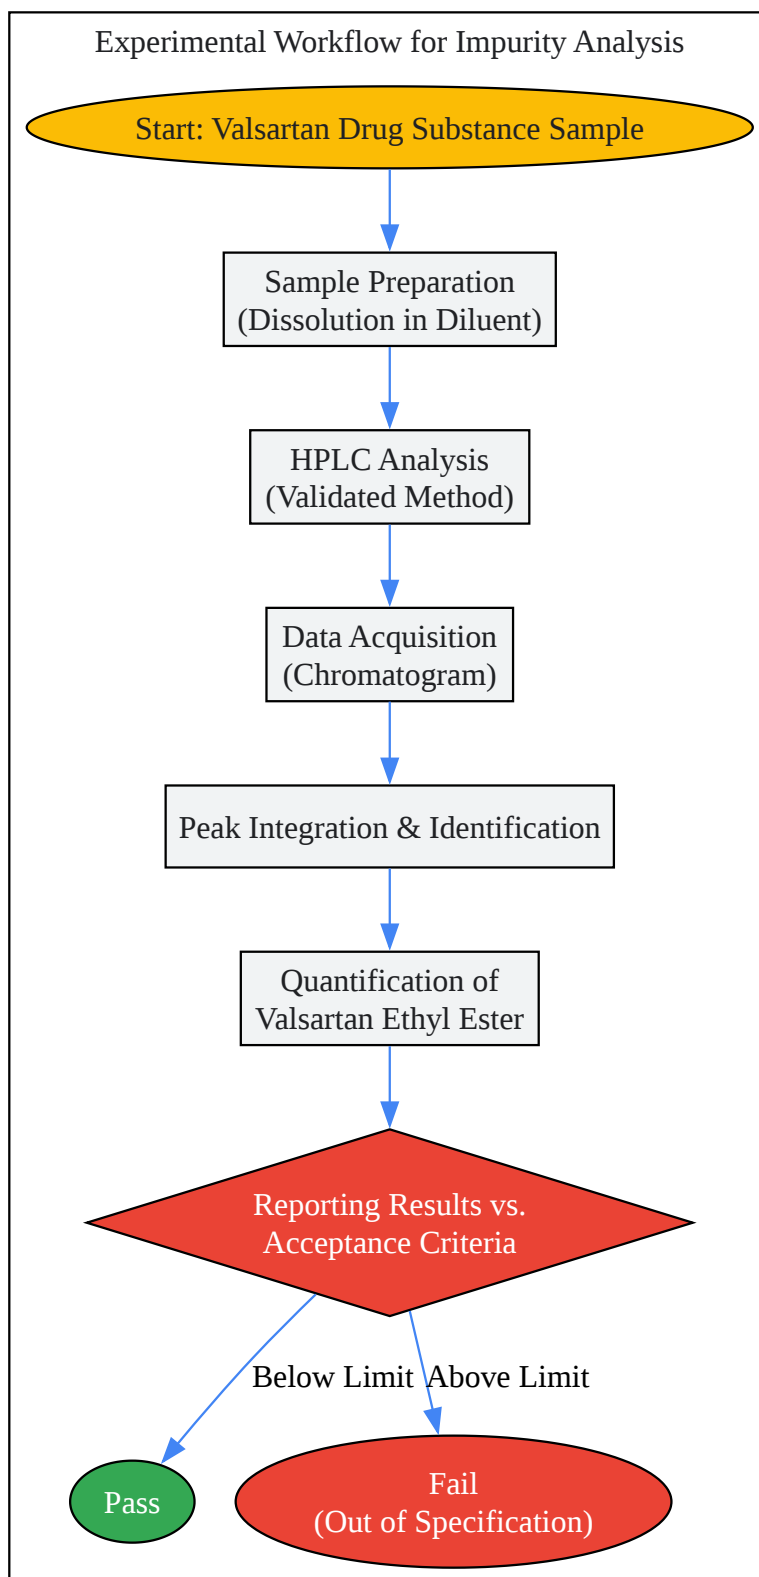 Experimental Workflow for Impurity Analysis
Start: Valsartan Drug Substance Sample
Sample Preparation
(Dissolution in Diluent)
HPLC Analysis
(Validated Method)
Data Acquisition
(Chromatogram)
Peak Integration & Identification
Quantification of
Valsartan Ethyl Ester
Reporting Results vs.
Acceptance Criteria
Below Limit
Above Limit
Pass
Fail
(Out of Specification)